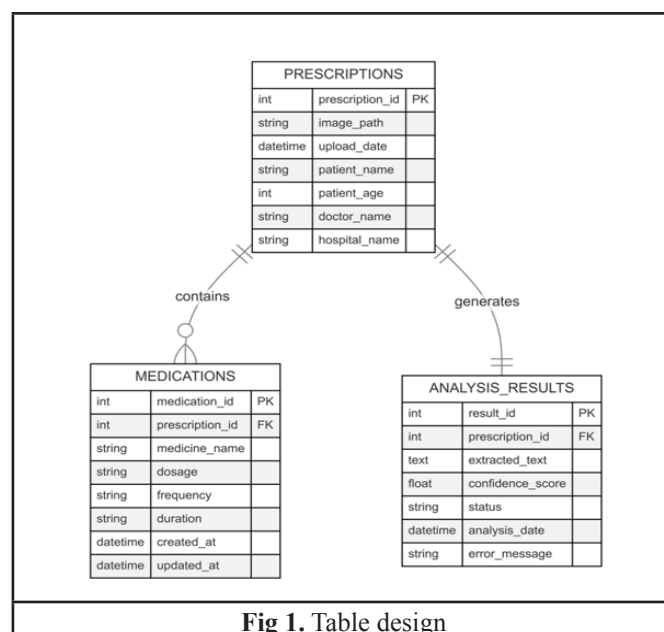 PRESCRIPTIONS
int prescription_id PK
string image_path
datetime upload_date
string patient_name
int patient_age
string doctor_name
string hospital_name
contains
generates
MEDICATIONS
int medication_id PK
int prescription_id FK
string medicine_name
string dosage
string frequency
string duration
datetime created_at
datetime updated_at
ANALYSIS_RESULTS
int result_id PK
int prescription_id FK
text extracted_text
float confidence_score
string status
datetime analysis_date
string error_message
Fig 1. Table design